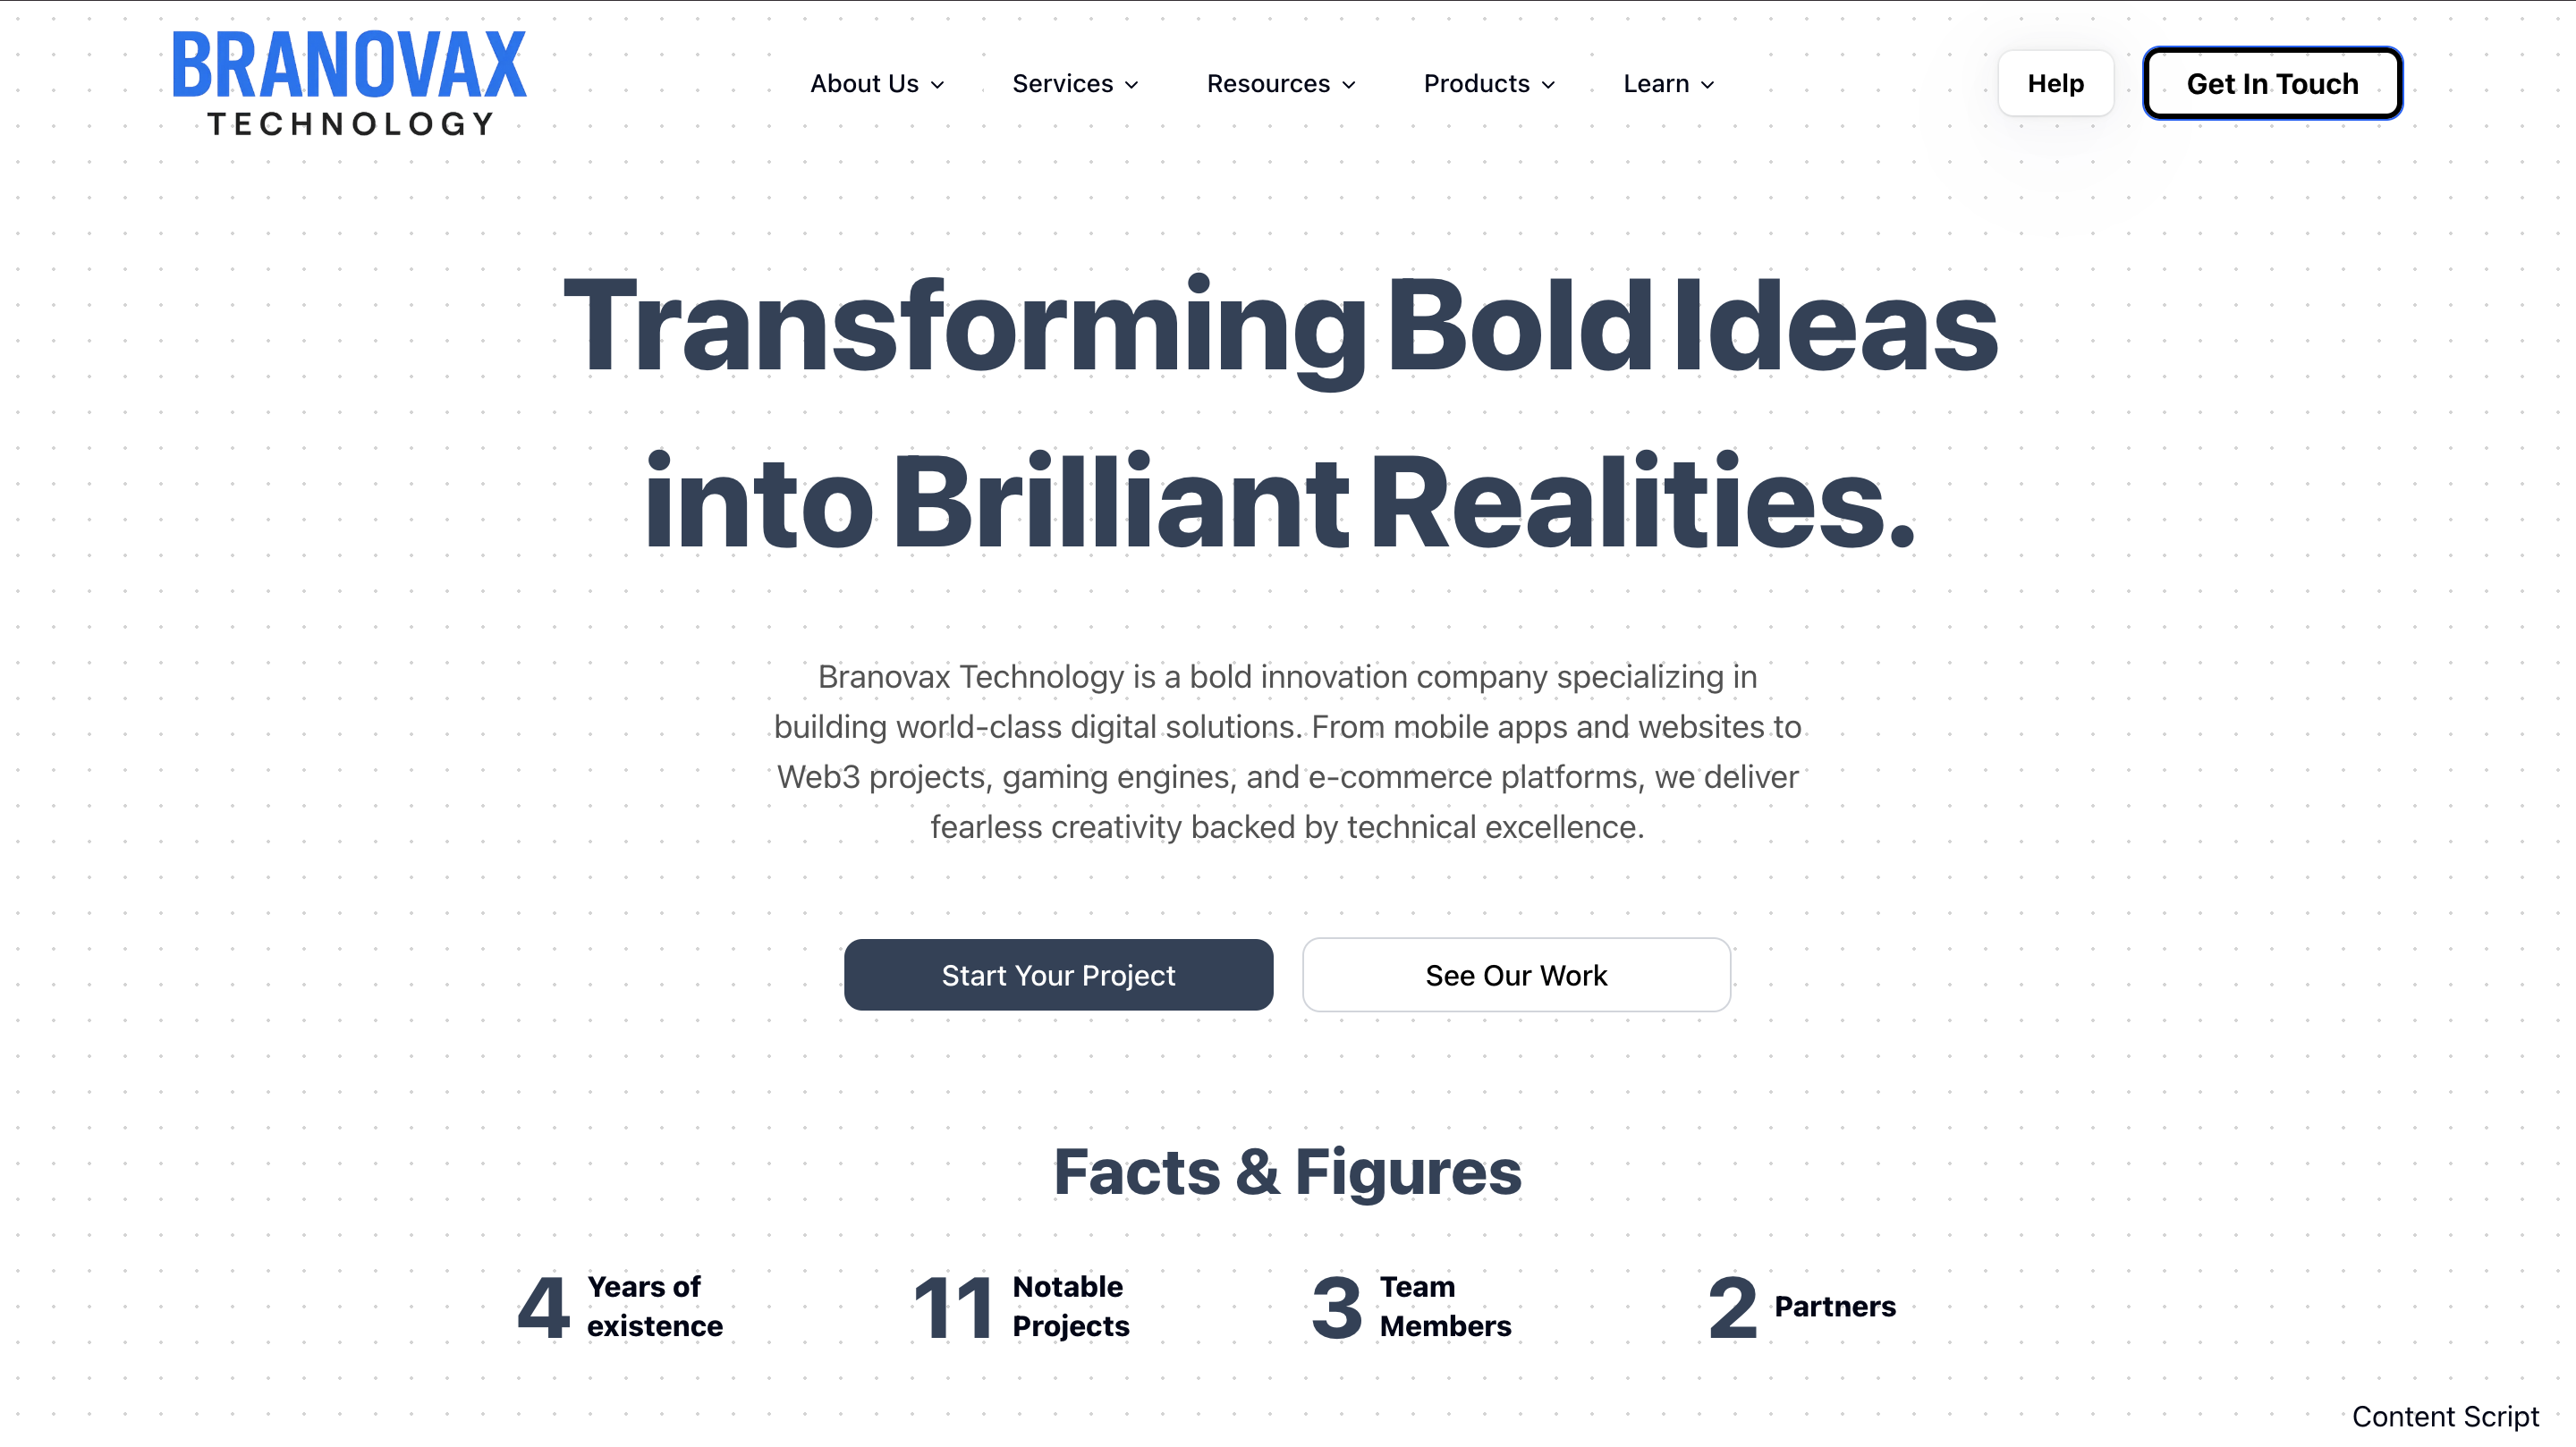 BRANOVAX
TECHNOLOGY
About Us
Services
Resources
Products
Learn
Help
Get In Touch
Transforming Bold Ideas
into Brilliant Realities.
Branovax Technology is a bold innovation company specializing in
building world-class digital solutions. From mobile apps and websites to
Web3 projects, gaming engines, and e-commerce platforms, we deliver
fearless creativity backed by technical excellence.
Start Your Project
See Our Work
Facts & Figures
4 Years of
existence
11 Notable
Projects
3 Team
Members
2 Partners
Content Script